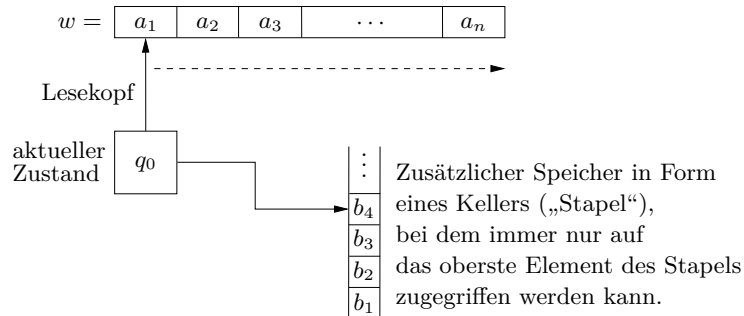 w = a₁ a₂ a₃ ⋯ aₙ
Lesekopf
aktueller
Zustand
q₀
⋮
b₄
b₃
b₂
b₁
Zusätzlicher Speicher in Form
eines Kellers („Stapel“),
bei dem immer nur auf
das oberste Element des Stapels
zugegriffen werden kann.